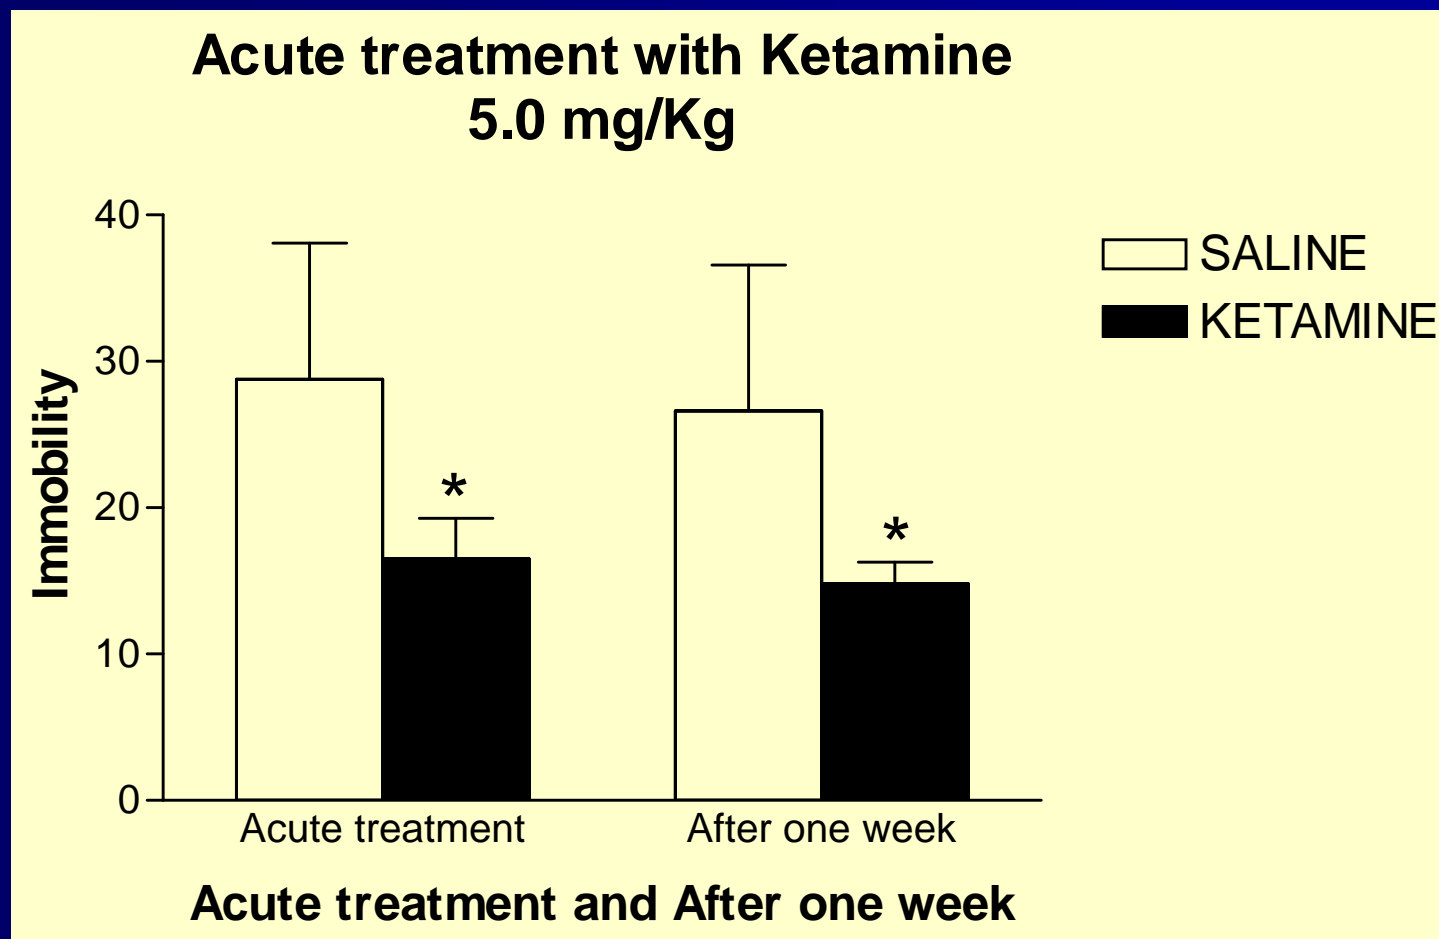 Acute treatment with Ketamine
5.0 mg/Kg
40
30
20
10
0
Immobility
*
*
SALINE
KETAMINE
Acute treatment
After one week
Acute treatment and After one week